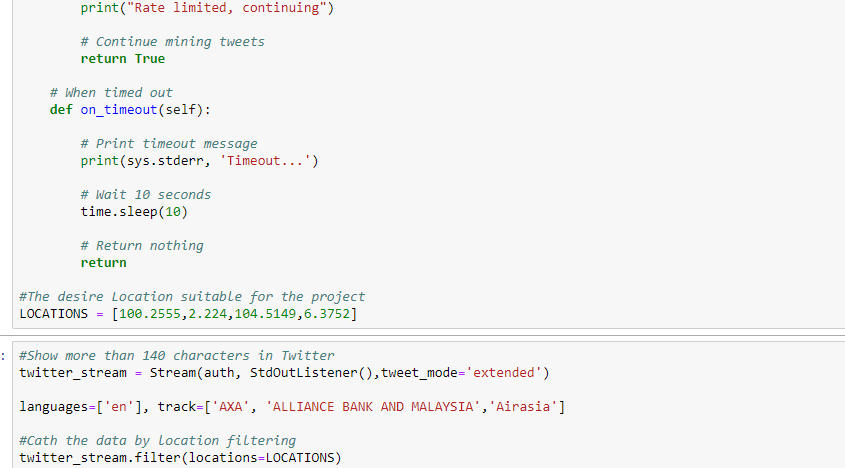 print("Rate limited, continuing")
# Continue mining tweets
return True
# When timed out
def on_timeout(self):
# Print timeout message
print(sys.stderr, 'Timeout...')
# Wait 10 seconds
time.sleep(10)
# Return nothing
return
#The desire Location suitable for the project
LOCATIONS = [100.2555,2.224,104.5149,6.3752]
: #Show more than 140 characters in Twitter
twitter_stream = Stream(auth, StdOutListener(),tweet_mode='extended')
languages=['en'], track=['AXA', 'ALLIANCE BANK AND MALAYSIA','Airasia']
#Cath the data by Location filtering
twitter_stream.filter(locations=LOCATIONS)